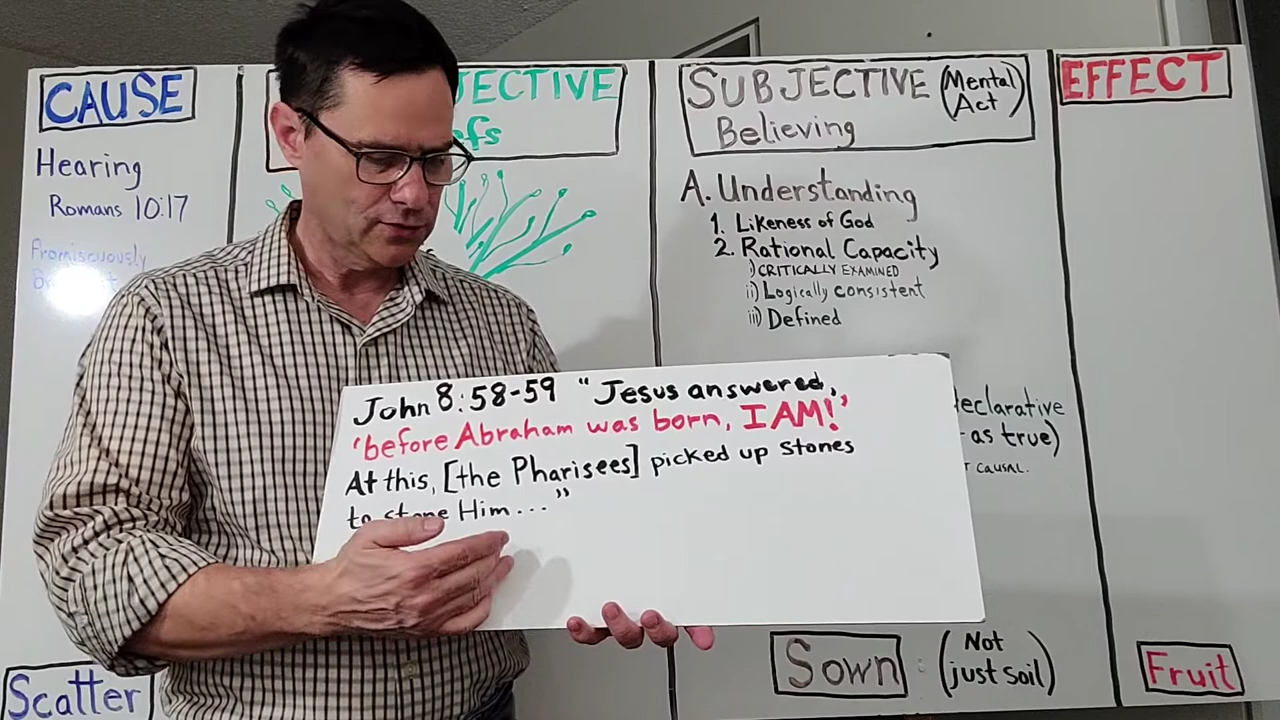 CAUSE
Hearing
Romans 10:17
Promiscuously
JECTIVE
efs
SUBJECTIVE (Mental Act)
Believing
A. Understanding
1. Likeness of God
2. Rational Capacity
i) CRITICALLY EXAMINED
ii) Logically consistent
iii) Defined
eclarative
as true)
CAUSAL.
EFFECT
John 8:58-59 "Jesus answered,
'before Abraham was born, I AM!'
At this, [the Pharisees] picked up stones
to stone Him..."
Scatter
Sown : (Not just soil)
Fruit